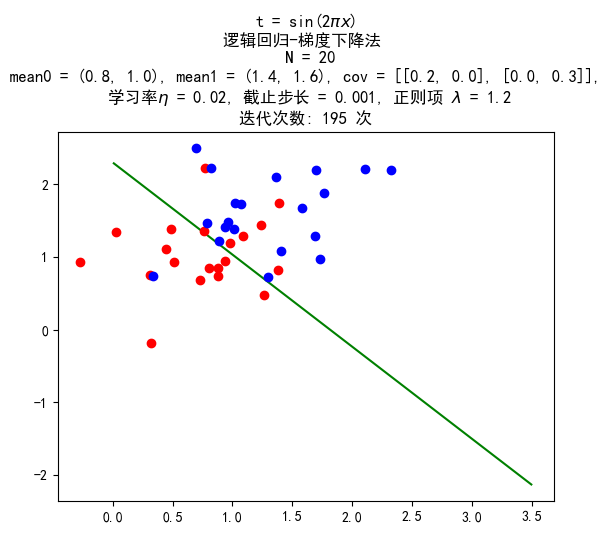 t = sin(2πx)
逻辑回归-梯度下降法
N = 20
mean0 = (0.8, 1.0), mean1 = (1.4, 1.6), cov = [[0.2, 0.0], [0.0, 0.3]],
学习率η = 0.02, 截止步长 = 0.001, 正则项 λ = 1.2
迭代次数: 195 次
2
1
0
−1
−2
0.0 0.5 1.0 1.5 2.0 2.5 3.0 3.5